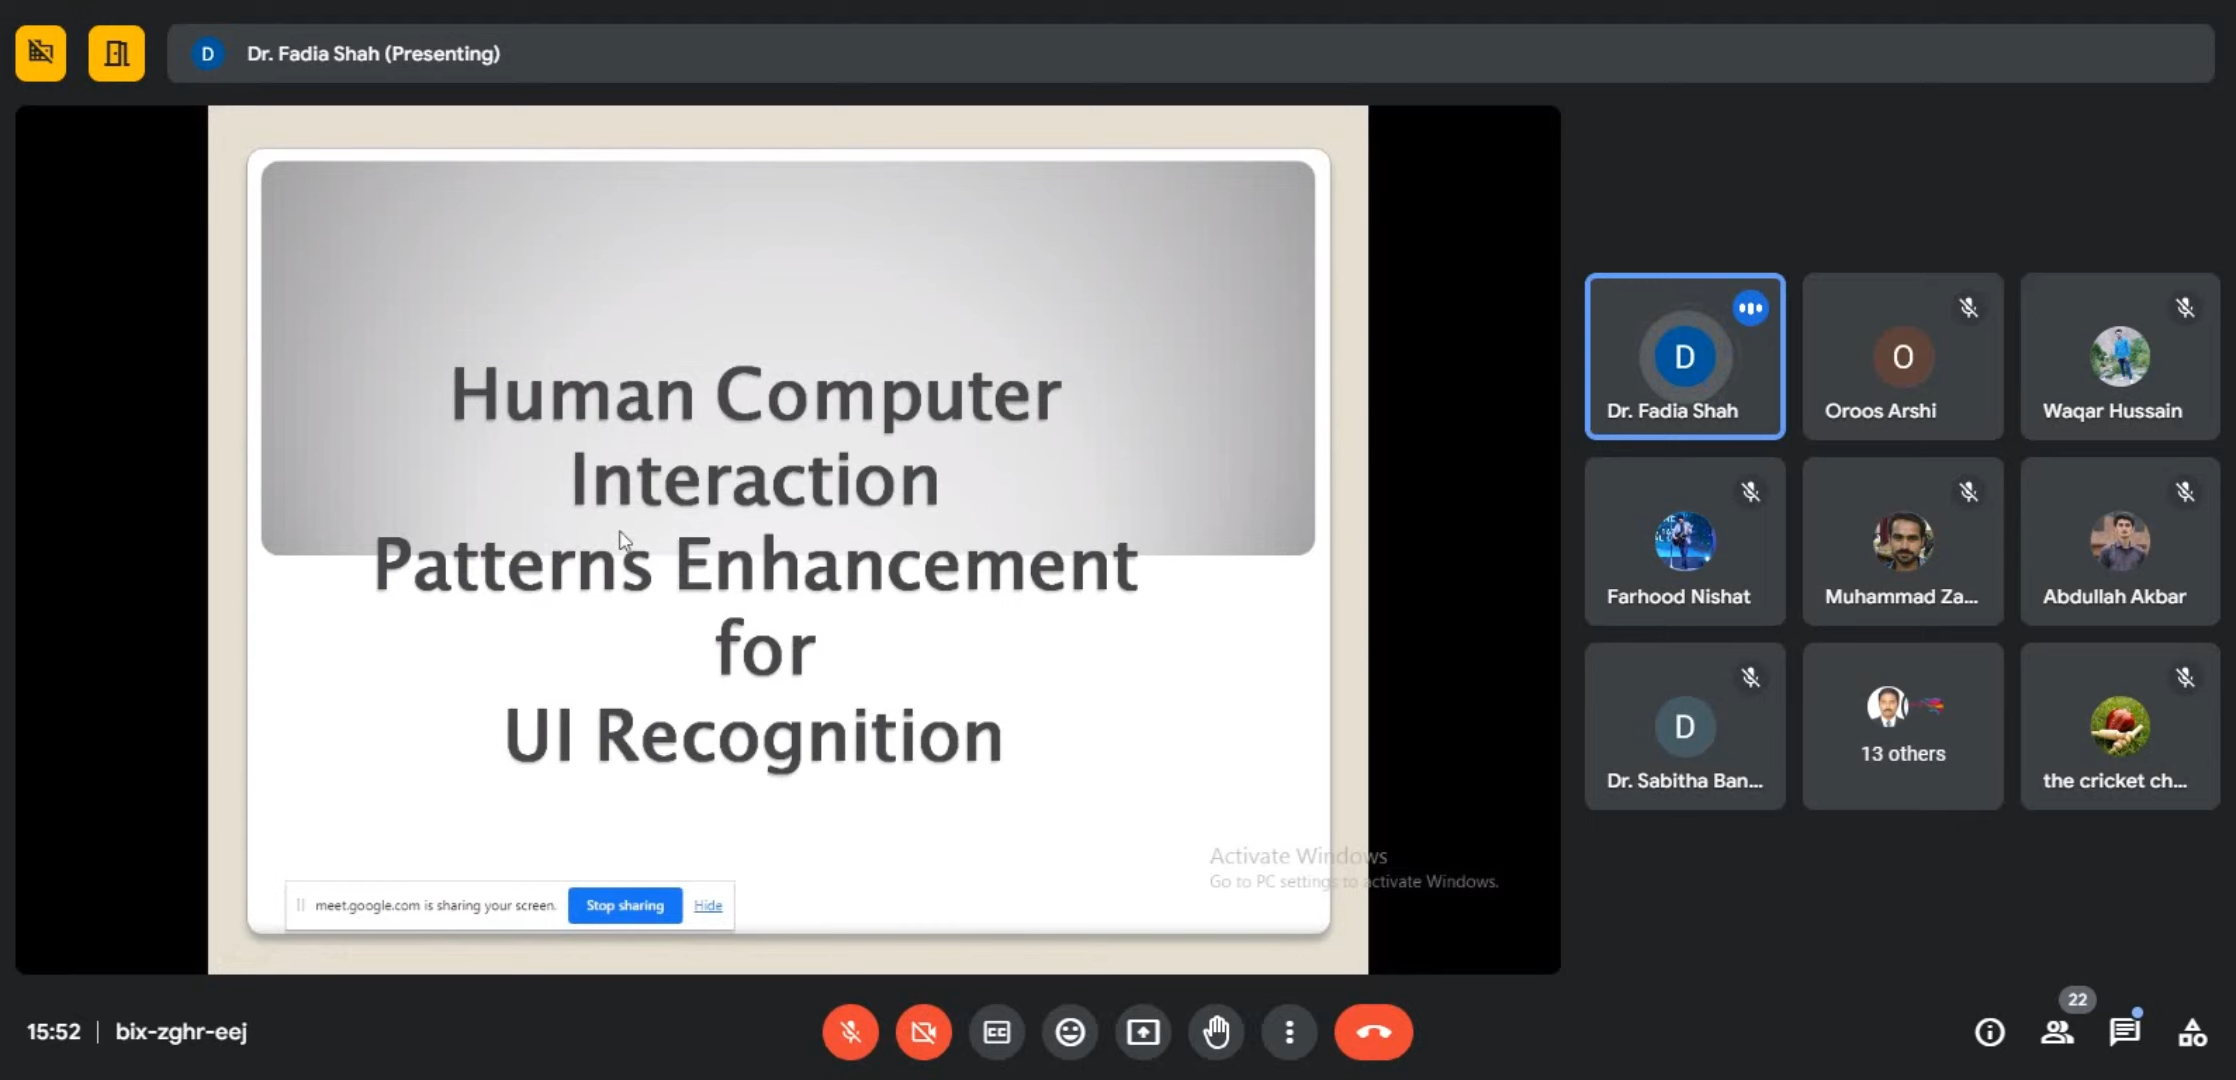 D Dr. Fadia Shah (Presenting)
Human Computer
Interaction
Patterns Enhancement
for
UI Recognition
Activate Windows
Go to PC settings to activate Windows.
meet.google.com is sharing your screen. Stop sharing Hide
D
Dr. Fadia Shah
O
Oroos Arshi
Waqar Hussain
Farhood Nishat
Muhammad Za...
Abdullah Akbar
D
Dr. Sabitha Ban...
13 others
the cricket ch...
15:52 | bix-zghr-eej
CC
22